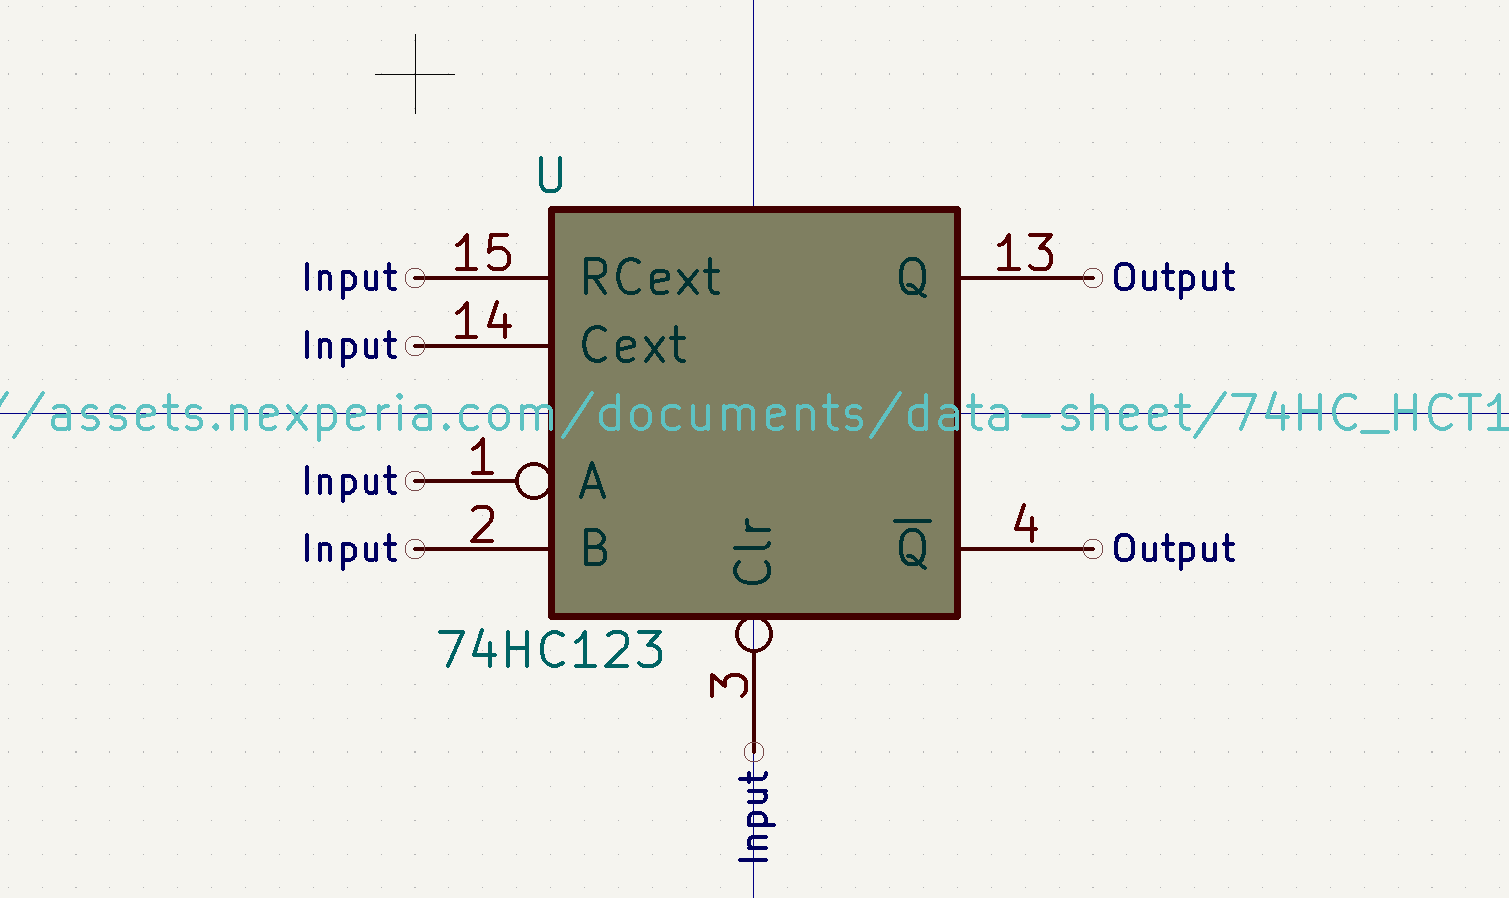 U
Input 15 RCext Q 13 Output
Input 14 Cext
//assets.nexperia.com/documents/data-sheet/74HC_HCT1
Input 1 A
Input 2 B Clr Q̅ 4 Output
74HC123
3
Input